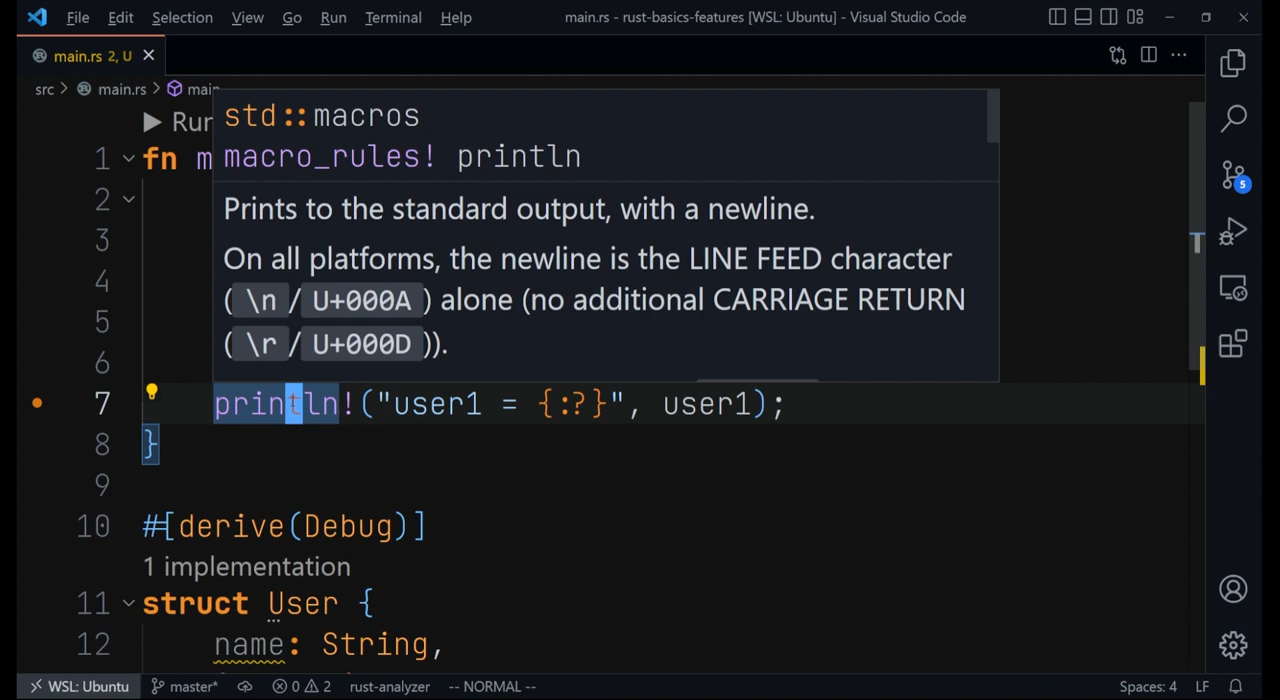 File Edit Selection View Go Run Terminal Help main.rs - rust-basics-features [WSL: Ubuntu] - Visual Studio Code
main.rs 2, U
src > main.rs > main
Run
std::macros
macro_rules! println
Prints to the standard output, with a newline.
On all platforms, the newline is the LINE FEED character
(\n/U+000A) alone (no additional CARRIAGE RETURN
(\r/U+000D)).
1 fn m
2
3
4
5
6
7 println!("user1 = {:?}", user1);
8 }
9
10 #[derive(Debug)]
1 implementation
11 struct User {
12 name: String,
5
WSL: Ubuntu master* 0 2 rust-analyzer -- NORMAL -- Spaces: 4 LF